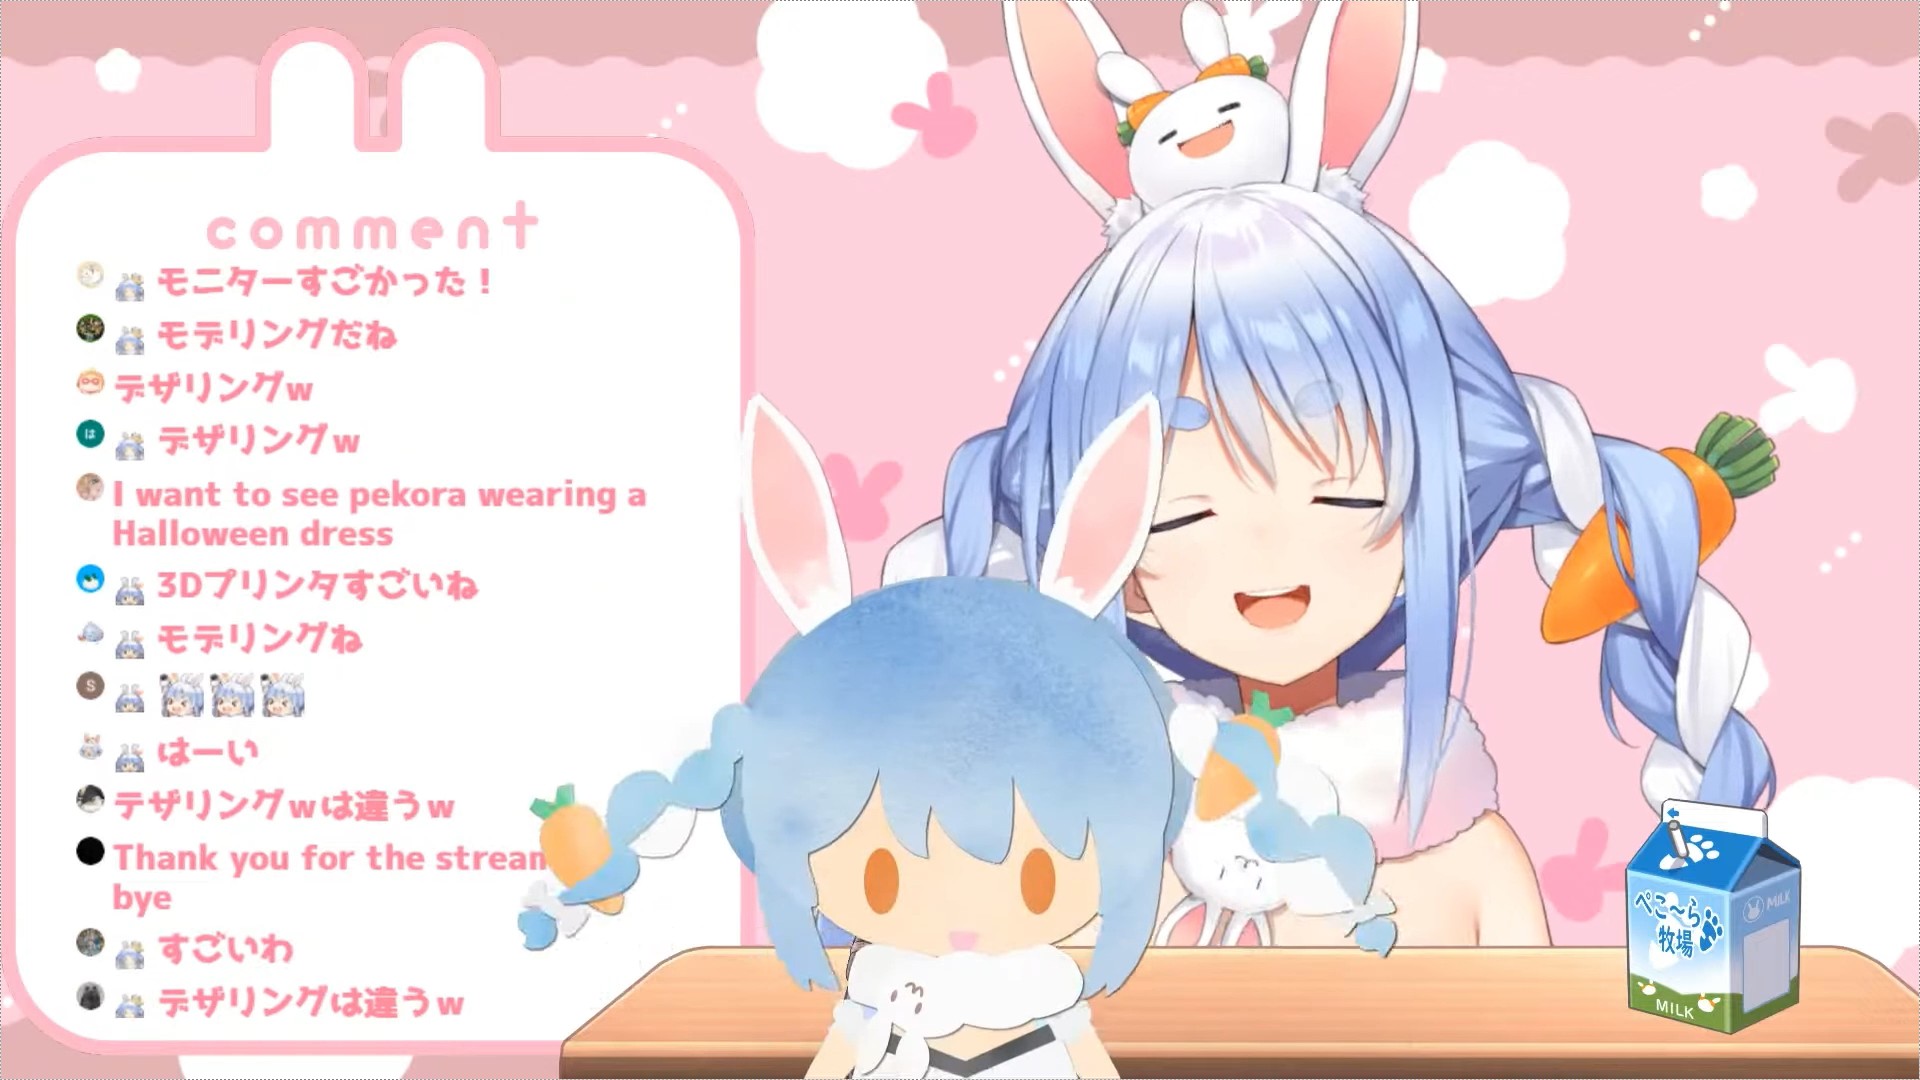 comment
モニターすごかった！
モデリングだね
デザリングw
は デザリングw
I want to see pekora wearing a
Halloween dress
3Dプリンタすごいね
モデリングね
S
はーい
テザリングwは違うw
Thank you for the stream
bye
すごいわ
デザリングは違うw
ぺこ〜ら
牧場
MILK
MILK